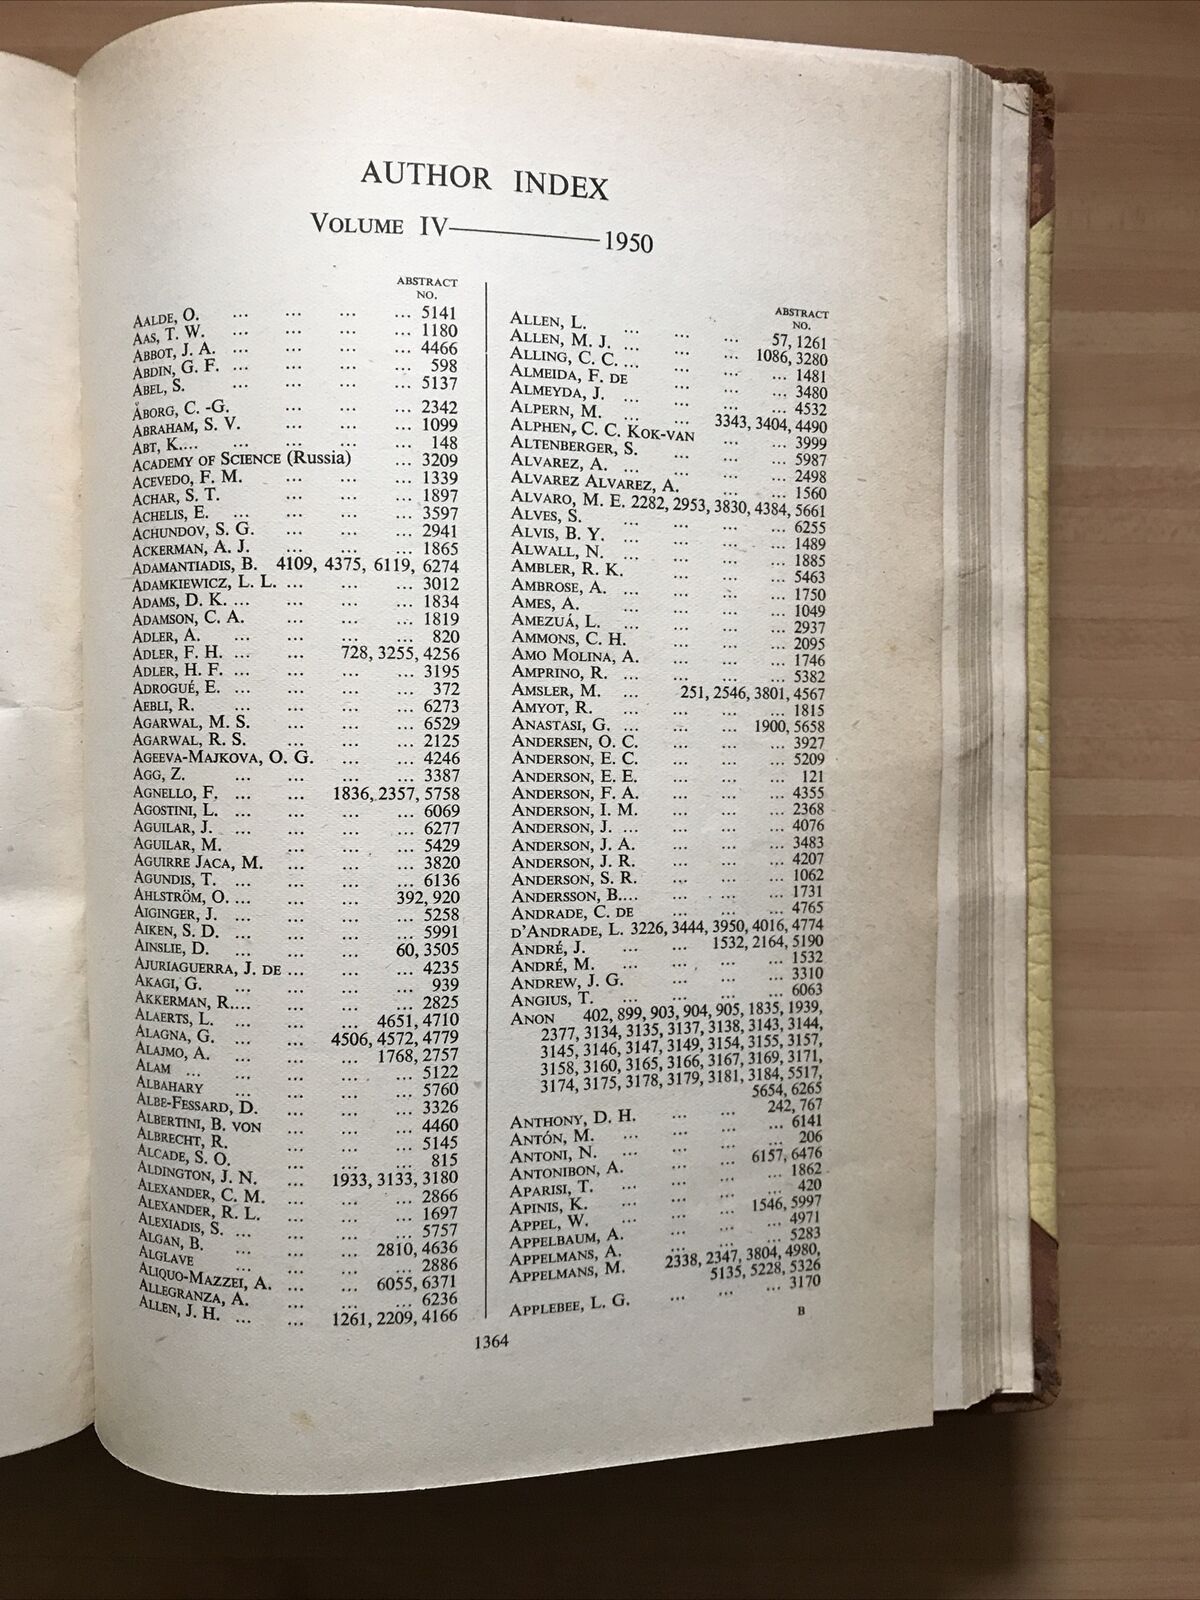 AUTHOR INDEX
VOLUME IV — 1950
ABSTRACT
NO.
AALDE, O. ... ... ... ... 5141
AAS, T. W. ... ... ... ... 1180
ABBOT, J. A. ... ... ... ... 4466
ABDIN, G. F. ... ... ... ... 598
ABEL, S. ... ... ... ... 5137
ÅBORG, C. -G. ... ... ... 2342
ABRAHAM, S. V. ... ... ... 1099
ABT, K.... ... ... ... ... 148
ACADEMY OF SCIENCE (Russia) ... 3209
ACEVEDO, F. M. ... ... ... 1339
ACHAR, S. T. ... ... ... 1897
ACHELIS, E. ... ... ... ... 3597
ACHUNDOV, S. G. ... ... ... 2941
ACKERMAN, A. J. ... ... ... 1865
ADAMANTIADIS, B. 4109, 4375, 6119, 6274
ADAMKIEWICZ, L. L. ... ... ... 3012
ADAMS, D. K. ... ... ... ... 1834
ADAMSON, C. A. ... ... ... 1819
ADLER, A. ... ... ... ... 820
ADLER, F. H. ... ... 728, 3255, 4256
ADLER, H. F. ... ... ... ... 3195
ADROGUÉ, E. ... ... ... ... 372
AEBLI, R. ... ... ... ... 6273
AGARWAL, M. S. ... ... ... 6529
AGARWAL, R. S. ... ... ... 2125
AGEEVA-MAJKOVA, O. G. ... ... 4246
AGG, Z. ... ... ... ... 3387
AGNELLO, F. ... ... 1836, 2357, 5758
AGOSTINI, L. ... ... ... ... 6069
AGUILAR, J. ... ... ... ... 6277
AGUILAR, M. ... ... ... ... 5429
AGUIRRE JACA, M. ... ... ... 3820
AGUNDIS, T. ... ... ... ... 6136
AHLSTRÖM, O. ... ... ... 392, 920
AIGINGER, J. ... ... ... ... 5258
AIKEN, S. D. ... ... ... ... 5991
AINSLIE, D. ... ... ... 60, 3505
AJURIAGUERRA, J. DE ... ... ... 4235
AKAGI, G. ... ... ... ... 939
AKKERMAN, R.... ... ... ... 2825
ALAERTS, L. ... ... ... 4651, 4710
ALAGNA, G. ... ... 4506, 4572, 4779
ALAJMO, A. ... ... ... 1768, 2757
ALAM ... ... ... ... 5122
ALBAHARY ... ... ... ... 5760
ALBE-FESSARD, D. ... ... ... 3326
ALBERTINI, B. VON ... ... ... 4460
ALBRECHT, R. ... ... ... 5145
ALCADE, S. O. ... ... ... 815
ALDINGTON, J. N. ... 1933, 3133, 3180
ALEXANDER, C. M. ... ... ... 2866
ALEXANDER, R. L. ... ... ... 1697
ALEXIADIS, S. ... ... ... ... 5757
ALGAN, B. ... ... ... 2810, 4636
ALGLAVE ... ... ... ... 2886
ALIQUO-MAZZEI, A. ... ... 6055, 6371
ALLEGRANZA, A. ... ... ... 6236
ALLEN, J. H. ... ... 1261, 2209, 4166
ABSTRACT
NO.
ALLEN, L. ... ... ... 57, 1261
ALLEN, M. J. ... ... ... 1086, 3280
ALLING, C. C. ... ... ... ... 1481
ALMEIDA, F. DE ... ... ... 3480
ALMEYDA, J. ... ... ... ... 4532
ALPERN, M. ... ... 3343, 3404, 4490
ALPHEN, C. C. KOK-VAN ... ... 3999
ALTENBERGER, S. ... ... ... 5987
ALVAREZ, A. ... ... ... ... 2498
ALVAREZ ALVAREZ, A. ... ... 1560
ALVARO, M. E. 2282, 2953, 3830, 4384, 5661
ALVES, S. ... ... ... ... 6255
ALVIS, B. Y. ... ... ... ... 1489
ALWALL, N. ... ... ... ... 1885
AMBLER, R. K. ... ... ... 5463
AMBROSE, A. ... ... ... ... 1750
AMES, A. ... ... ... ... 1049
AMEZUÁ, L. ... ... ... ... 2937
AMMONS, C. H. ... ... ... 2095
AMO MOLINA, A. ... ... ... 1746
AMPRINO, R. ... ... ... ... 5382
AMSLER, M. ... 251, 2546, 3801, 4567
AMYOT, R. ... ... ... ... 1815
ANASTASI, G. ... ... ... 1900, 5658
ANDERSEN, O. C. ... ... ... 3927
ANDERSON, E. C. ... ... ... 5209
ANDERSON, E. E. ... ... ... 121
ANDERSON, F. A. ... ... ... 4355
ANDERSON, I. M. ... ... ... 2368
ANDERSON, J. ... ... ... ... 4076
ANDERSON, J. A. ... ... ... 3483
ANDERSON, J. R. ... ... ... 4207
ANDERSON, S. R. ... ... ... 1062
ANDERSSON, B.... ... ... ... 1731
ANDRADE, C. DE ... ... ... 4765
D'ANDRADE, L. 3226, 3444, 3950, 4016, 4774
ANDRÉ, J. ... ... 1532, 2164, 5190
ANDRÉ, M. ... ... ... ... 1532
ANDREW, J. G. ... ... ... 3310
ANGIUS, T. ... ... ... ... 6063
ANON 402, 899, 903, 904, 905, 1835, 1939,
2377, 3134, 3135, 3137, 3138, 3143, 3144,
3145, 3146, 3147, 3149, 3154, 3155, 3157,
3158, 3160, 3165, 3166, 3167, 3169, 3171,
3174, 3175, 3178, 3179, 3181, 3184, 5517,
5654, 6265
ANTHONY, D. H. ... ... 242, 767
ANTÓN, M. ... ... ... ... 6141
ANTONI, N. ... ... ... ... 206
ANTONIBON, A. ... ... 6157, 6476
APARISI, T. ... ... ... ... 1862
APINIS, K. ... ... ... ... 420
APPEL, W. ... ... ... 1546, 5997
APPELBAUM, A. ... ... ... 4971
APPELMANS, A. ... ... ... 5283
APPELMANS, M. 2338, 2347, 3804, 4980,
5135, 5228, 5326
APPLEBEE, L. G. ... ... ... 3170
B
1364